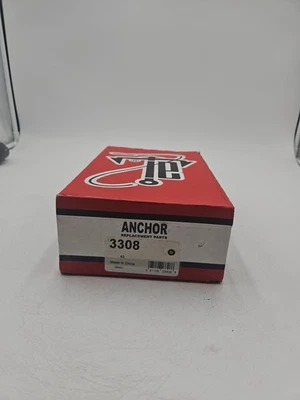 ANCHOR
REPLACEMENT PARTS
3308
Made in China